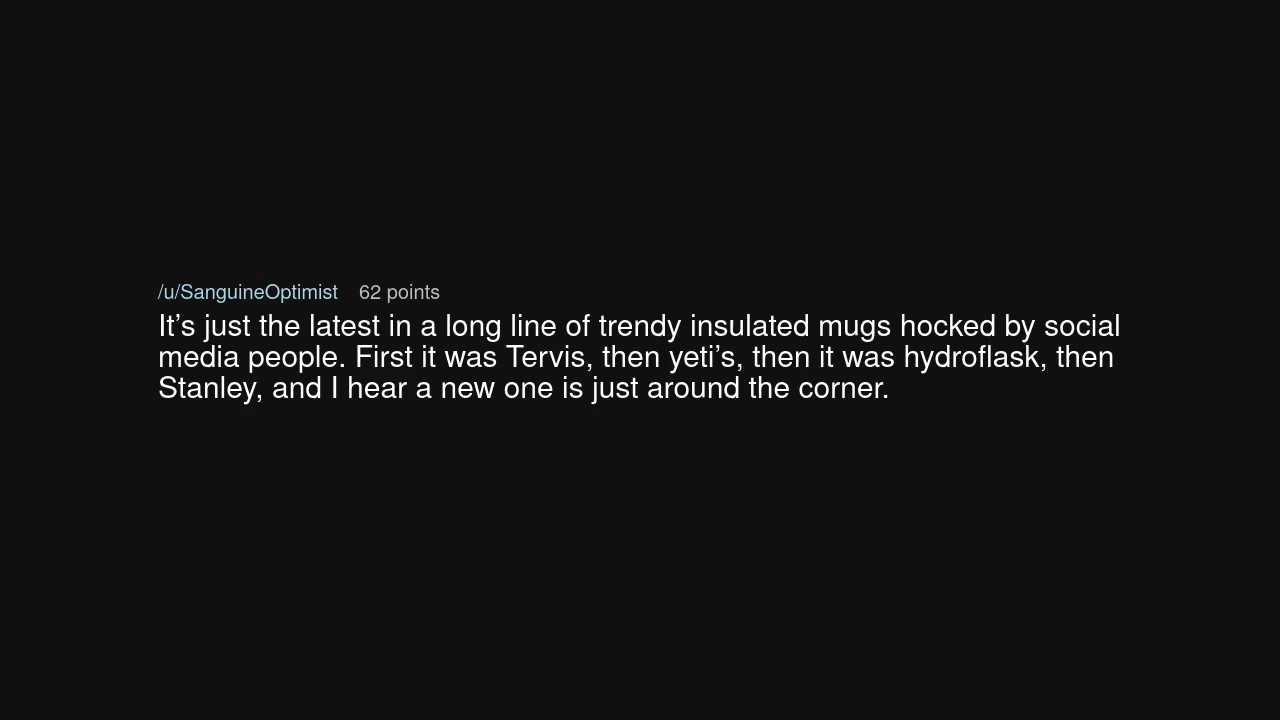 /u/SanguineOptimist 62 points
It’s just the latest in a long line of trendy insulated mugs hocked by social
media people. First it was Tervis, then yeti’s, then it was hydroflask, then
Stanley, and I hear a new one is just around the corner.